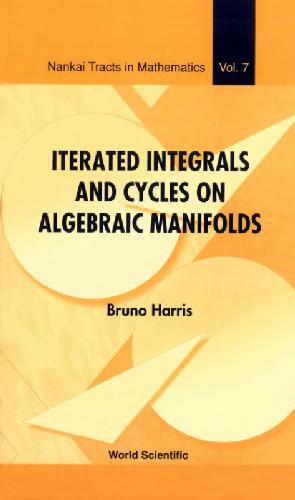 Nankai Tracts in Mathematics Vol. 7
ITERATED INTEGRALS
AND CYCLES ON
ALGEBRAIC MANIFOLDS
Bruno Harris
World Scientific